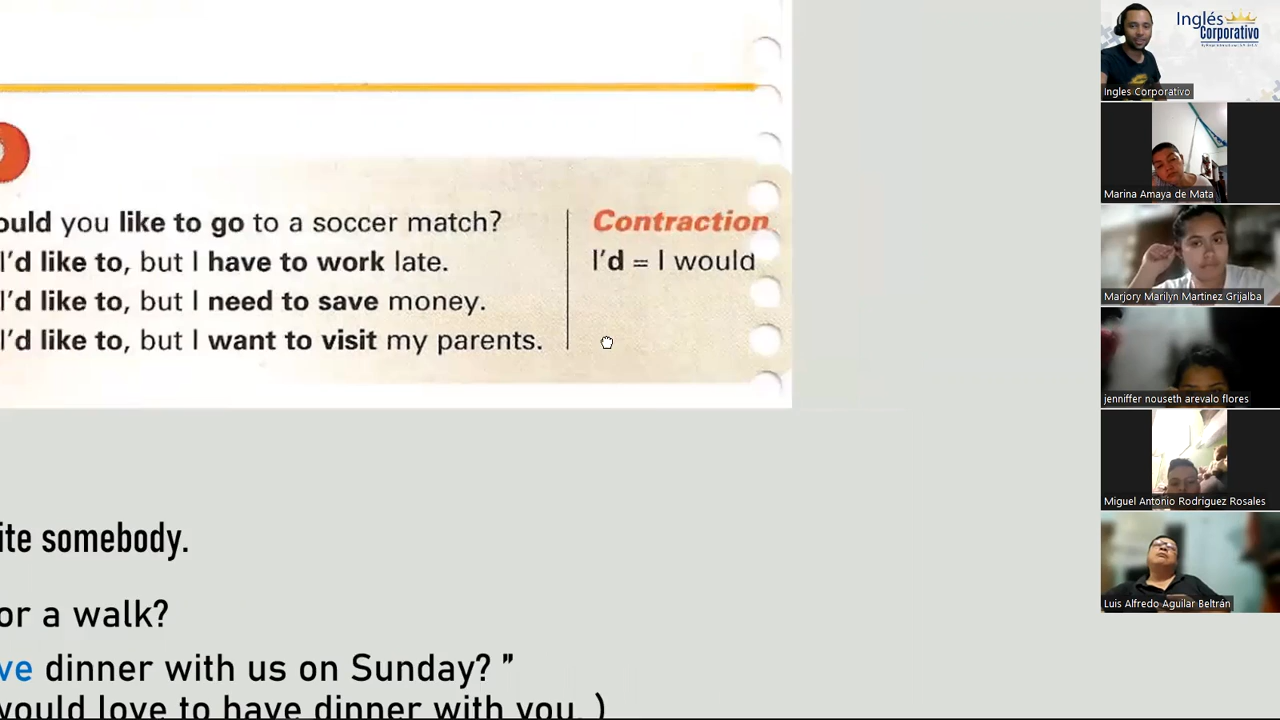 ould you like to go to a soccer match?
I'd like to, but I have to work late.
I'd like to, but I need to save money.
I'd like to, but I want to visit my parents.
Contraction
I'd = I would
ite somebody.
or a walk?
ve dinner with us on Sunday? ”
would love to have dinner with you. )
Inglés
Corporativo
Ingles Corporativo
Marina Amaya de Mata
Marjory Marilyn Martinez Grijalba
jenniffer nouseth arevalo flores
Miguel Antonio Rodriguez Rosales
Luis Alfredo Aguilar Beltrán